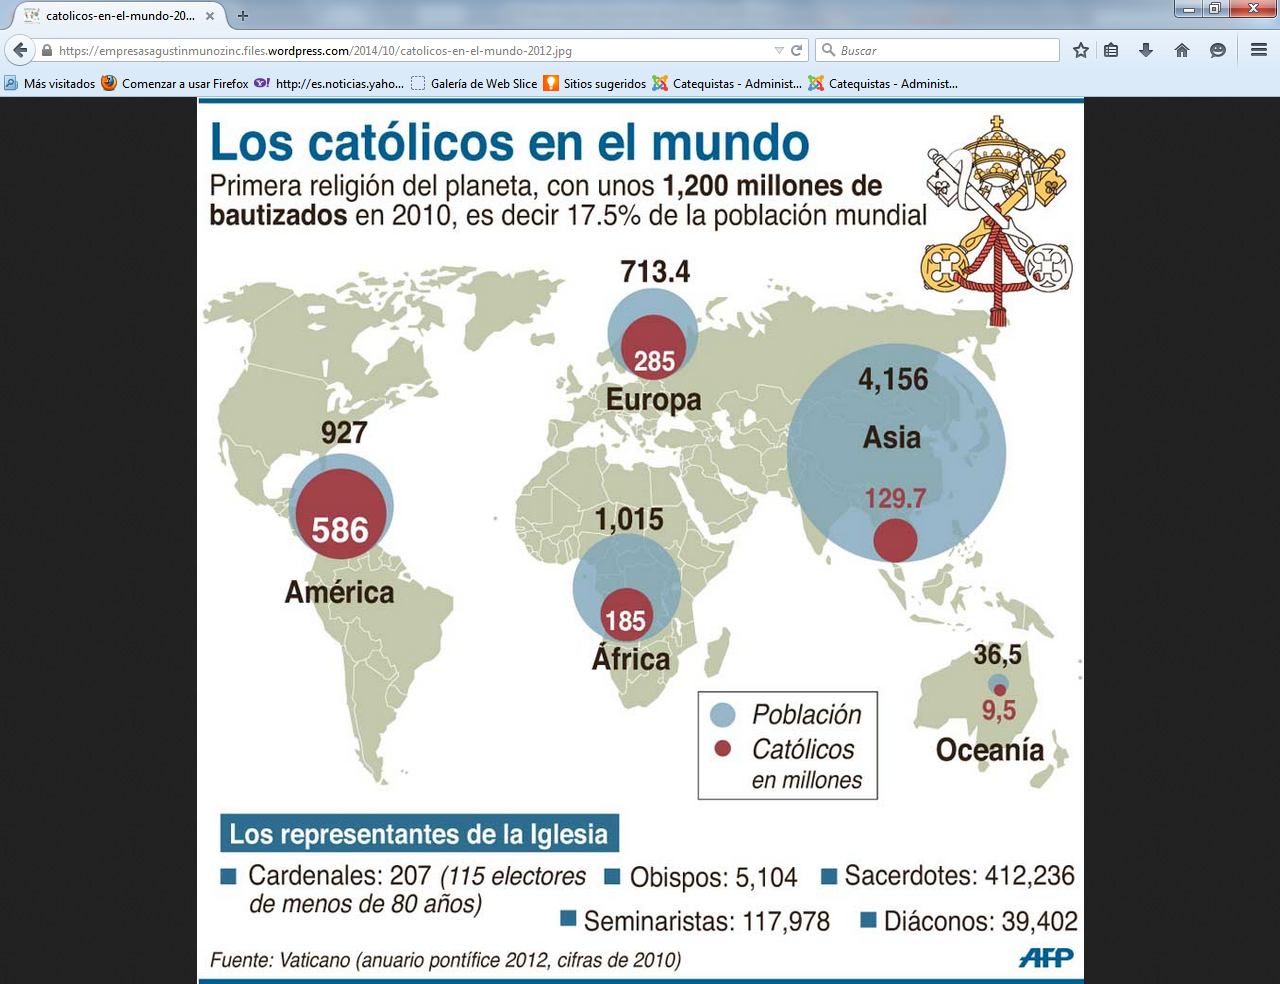 catolicos-en-el-mundo-20...
https://empresasagustinmunozinc.files.wordpress.com/2014/10/catolicos-en-el-mundo-2012.jpg
Buscar
Más visitados
Comenzar a usar Firefox
http://es.noticias.yaho...
Galería de Web Slice
Sitios sugeridos
Catequistas - Administ...
Catequistas - Administ...
Los católicos en el mundo
Primera religión del planeta, con unos 1,200 millones de
bautizados en 2010, es decir 17.5% de la población mundial
713.4
285
Europa
4,156
Asia
129.7
927
586
América
1,015
185
África
36,5
9,5
Oceanía
Población
Católicos
en millones
Los representantes de la Iglesia
Cardenales: 207 (115 electores
de menos de 80 años)
Obispos: 5,104
Sacerdotes: 412,236
Seminaristas: 117,978
Diáconos: 39,402
Fuente: Vaticano (anuario pontífice 2012, cifras de 2010)
AFP